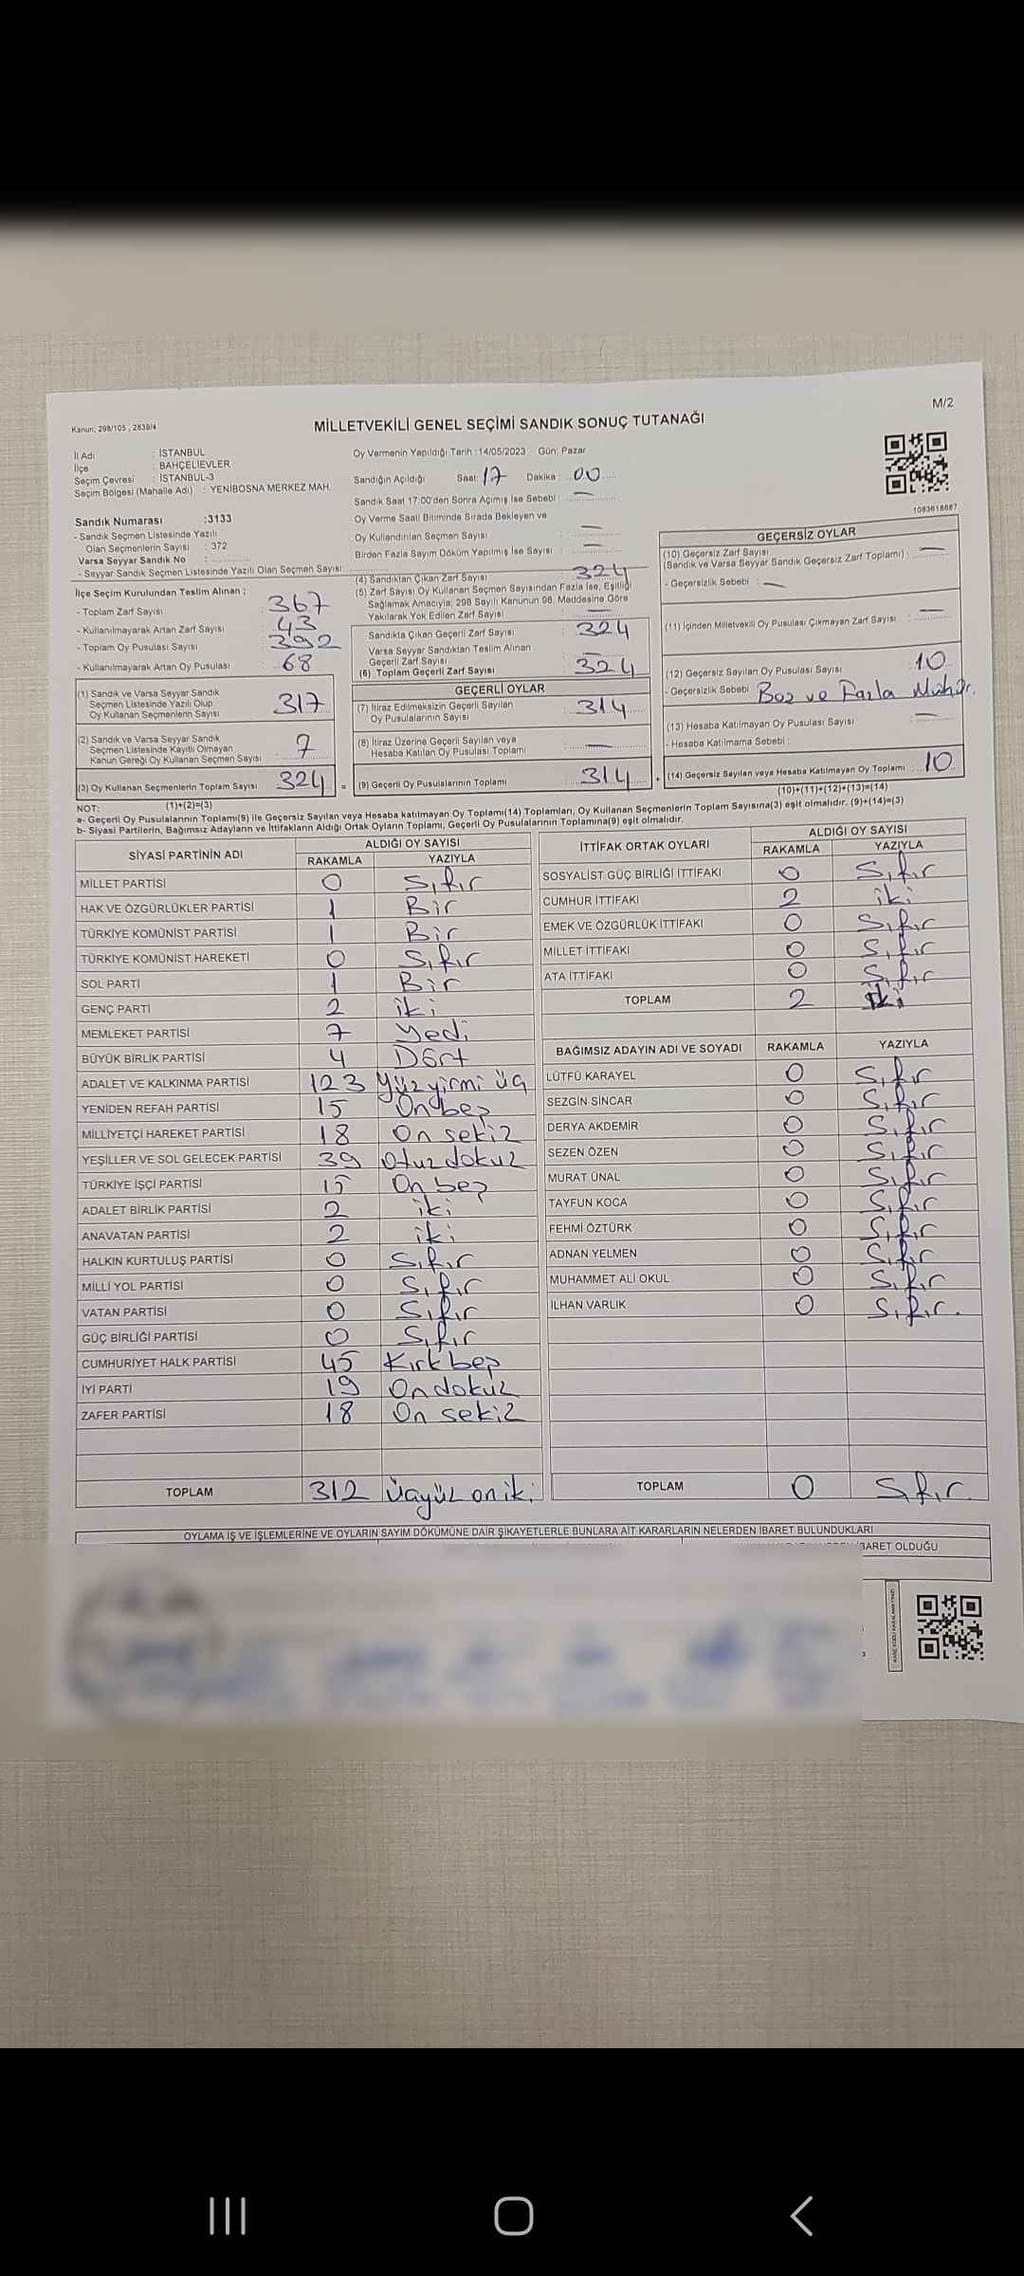 M/2
Kanun: 298/105 , 2839/4
MİLLETVEKİLİ GENEL SEÇİMİ SANDIK SONUÇ TUTANAĞI
İl Adı : İSTANBUL
İlçe : BAHÇELİEVLER
Seçim Çevresi : İSTANBUL-3
Seçim Bölgesi (Mahalle Adı) : YENİBOSNA MERKEZ MAH.
Oy Vermenin Yapıldığı Tarih :14/05/2023 Gün: Pazar
Sandığın Açıldığı Saat: 17 Dakika : 00
Sandık Saat 17:00'den Sonra Açımış İse Sebebi : —
Oy Verme Saati Bitiminde Sırada Bekleyen ve
Oy Kullandırılan Seçmen Sayısı —
Birden Fazla Sayım Döküm Yapılmış İse Sayısı : —
1083618687
Sandık Numarası :3133
- Sandık Seçmen Listesinde Yazılı
Olan Seçmenlerin Sayısı : 372
Varsa Seyyar Sandık No :
- Seyyar Sandık Seçmen Listesinde Yazılı Olan Seçmen Sayısı:
İlçe Seçim Kurulundan Teslim Alınan :
- Toplam Zarf Sayısı : 367
- Kullanılmayarak Artan Zarf Sayısı : 43
- Toplam Oy Pusulası Sayısı : 392
- Kullanılmayarak Artan Oy Pusulası : 68
(1) Sandık ve Varsa Seyyar Sandık
Seçmen Listesinde Yazılı Olup
Oy Kullanan Seçmenlerin Sayısı : 317
(2) Sandık ve Varsa Seyyar Sandık
Seçmen Listesinde Kayıtlı Olmayan
Kanun Gereği Oy Kullanan Seçmen Sayısı : 7
(3) Oy Kullanan Seçmenlerin Toplam Sayısı 324 =
(1)+(2)=(3)
(4) Sandıktan Çıkan Zarf Sayısı 324
(5) Zarf Sayısı Oy Kullanan Seçmen Sayısından Fazla İse, Eşitliği
Sağlamak Amacıyla; 298 Sayılı Kanunun 98. Maddesine Göre
Yakılarak Yok Edilen Zarf Sayısı —
Sandıkta Çıkan Geçerli Zarf Sayısı : 324
Varsa Seyyar Sandıktan Teslim Alınan
Geçerli Zarf Sayısı : —
(6) Toplam Geçerli Zarf Sayısı 324
GEÇERLİ OYLAR
(7) İtiraz Edilmeksizin Geçerli Sayılan
Oy Pusulalarının Sayısı : 314
(8) İtiraz Üzerine Geçerli Sayılan veya
Hesaba Katılan Oy Pusulası Toplamı : —
(9) Geçerli Oy Pusulalarının Toplamı 314
GEÇERSİZ OYLAR
(10) Geçersiz Zarf Sayısı
(Sandık ve Varsa Seyyar Sandık Geçersiz Zarf Toplamı) : —
- Geçersizlik Sebebi : —
(11) İçinden Milletvekili Oy Pusulası Çıkmayan Zarf Sayısı : —
(12) Geçersiz Sayılan Oy Pusulası Sayısı : 10
- Geçersizlik Sebebi : Boz ve Fazla Mühür.
(13) Hesaba Katılmayan Oy Pusulası Sayısı : —
- Hesaba Katılmama Sebebi :
(14) Geçersiz Sayılan veya Hesaba Katılmayan Oy Toplamı 10
(10)+(11)+(12)+(13)=(14)
NOT:
a- Geçerli Oy Pusulalarının Toplamı(9) ile Geçersiz Sayılan veya Hesaba katılmayan Oy Toplamı(14) Toplamları, Oy Kullanan Seçmenlerin Toplam Sayısına(3) eşit olmalıdır. (9)+(14)=(3)
b- Siyasi Partilerin, Bağımsız Adayların ve İttifakların Aldığı Ortak Oyların Toplamı, Geçerli Oy Pusulalarının Toplamına(9) eşit olmalıdır.
SİYASİ PARTİNİN ADI ALDIĞI OY SAYISI
RAKAMLA YAZIYLA
MİLLET PARTİSİ 0 Sıfır
HAK VE ÖZGÜRLÜKLER PARTİSİ 1 Bir
TÜRKİYE KOMÜNİST PARTİSİ 1 Bir
TÜRKİYE KOMÜNİST HAREKETİ 0 Sıfır
SOL PARTİ 1 Bir
GENÇ PARTİ 2 iki
MEMLEKET PARTİSİ 7 Yedi
BÜYÜK BİRLİK PARTİSİ 4 Dört
ADALET VE KALKINMA PARTİSİ 123 Yüzyirmi üç
YENİDEN REFAH PARTİSİ 15 On beş
MİLLİYETÇİ HAREKET PARTİSİ 18 On sekiz
YEŞİLLER VE SOL GELECEK PARTİSİ 39 Otuz dokuz
TÜRKİYE İŞÇİ PARTİSİ 15 On beş
ADALET BİRLİK PARTİSİ 2 iki
ANAVATAN PARTİSİ 2 iki
HALKIN KURTULUŞ PARTİSİ 0 Sıfır
MİLLİ YOL PARTİSİ 0 Sıfır
VATAN PARTİSİ 0 Sıfır
GÜÇ BİRLİĞİ PARTİSİ 0 Sıfır
CUMHURİYET HALK PARTİSİ 45 Kırkbeş
İYİ PARTİ 19 On dokuz
ZAFER PARTİSİ 18 On sekiz
TOPLAM 312 üçyüz on iki
İTTİFAK ORTAK OYLARI ALDIĞI OY SAYISI
RAKAMLA YAZIYLA
SOSYALİST GÜÇ BİRLİĞİ İTTİFAKI 0 Sıfır
CUMHUR İTTİFAKI 2 iki
EMEK VE ÖZGÜRLÜK İTTİFAKI 0 Sıfır
MİLLET İTTİFAKI 0 Sıfır
ATA İTTİFAKI 0 Sıfır
TOPLAM 2 iki
BAĞIMSIZ ADAYIN ADI VE SOYADI RAKAMLA YAZIYLA
LÜTFÜ KARAYEL 0 Sıfır
SEZGİN SİNCAR 0 Sıfır
DERYA AKDEMİR 0 Sıfır
SEZEN ÖZEN 0 Sıfır
MURAT ÜNAL 0 Sıfır
TAYFUN KOCA 0 Sıfır
FEHMİ ÖZTÜRK 0 Sıfır
ADNAN YELMEN 0 Sıfır
MUHAMMET ALİ OKUL 0 Sıfır
İLHAN VARLIK 0 Sıfır.
TOPLAM 0 Sıfır
OYLAMA İŞ VE İŞLEMLERİNE VE OYLARIN SAYIM DÖKÜMÜNE DAİR ŞİKAYETLERLE BUNLARA AİT KARARLARIN NELERDEN İBARET BULUNDUKLARI
BARET OLDUĞU